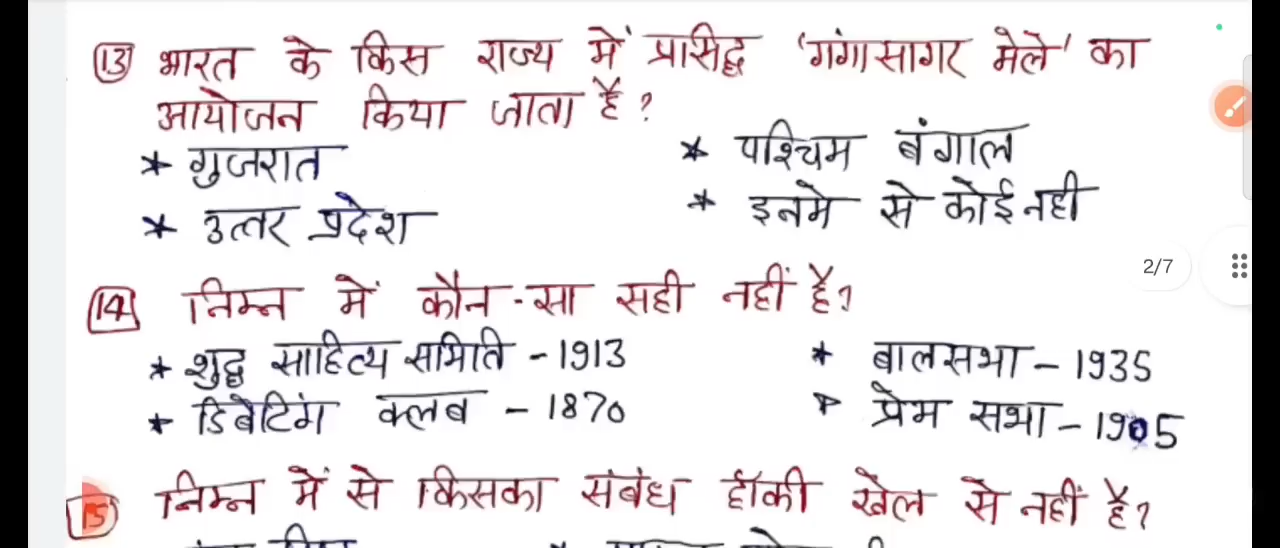 13 भारत के किस राज्य में प्रसिद्ध 'गंगासागर मेले' का
आयोजन किया जाता है ?
* गुजरात * पश्चिम बंगाल
* उत्तर प्रदेश * इनमे से कोई नही
14 निम्न में कौन-सा सही नहीं है ?
* शुद्ध साहित्य समिति - 1913 * बालसभा - 1935
* डिबेटिंग क्लब - 1870 * प्रेम सभा - 1905
15 निम्न में से किसका संबंध हॉकी खेल से नहीं है ?
2/7